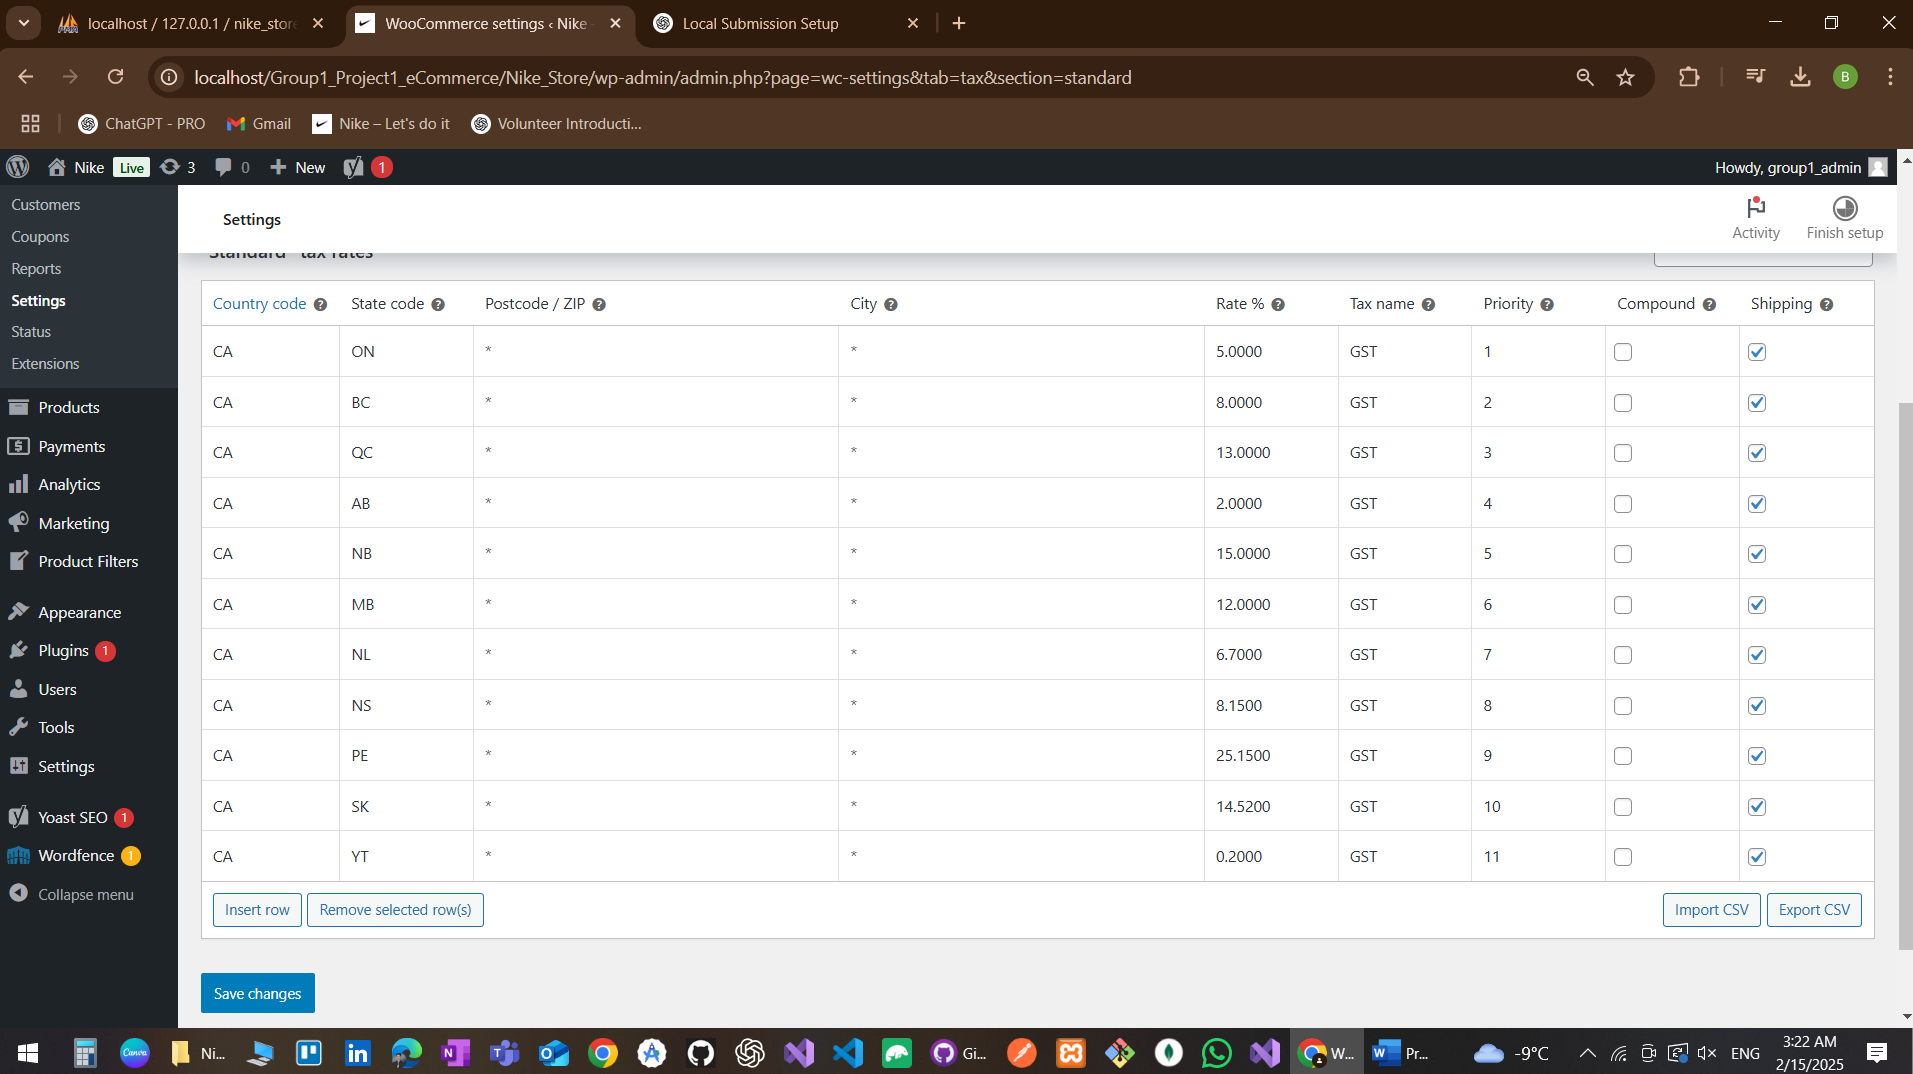 localhost / 127.0.0.1 / nike_stor
WooCommerce settings ‹ Nike
Local Submission Setup
localhost/Group1_Project1_eCommerce/Nike_Store/wp-admin/admin.php?page=wc-settings&tab=tax&section=standard
B
ChatGPT - PRO
Gmail
Nike – Let's do it
Volunteer Introducti...
Nike Live 3 0 New 1
Howdy, group1_admin
Customers
Coupons
Reports
Settings
Status
Extensions
Products
Payments
Analytics
Marketing
Product Filters
Appearance
Plugins 1
Users
Tools
Settings
Yoast SEO 1
Wordfence 1
Collapse menu
Settings
Activity
Finish setup
Standard" tax rates
Country code ? State code ? Postcode / ZIP ? City ? Rate % ? Tax name ? Priority ? Compound ? Shipping ?
CA ON * * 5.0000 GST 1
CA BC * * 8.0000 GST 2
CA QC * * 13.0000 GST 3
CA AB * * 2.0000 GST 4
CA NB * * 15.0000 GST 5
CA MB * * 12.0000 GST 6
CA NL * * 6.7000 GST 7
CA NS * * 8.1500 GST 8
CA PE * * 25.1500 GST 9
CA SK * * 14.5200 GST 10
CA YT * * 0.2000 GST 11
Insert row
Remove selected row(s)
Import CSV
Export CSV
Save changes
Canva
Ni...
Gi...
W...
Pr...
-9°C
ENG
3:22 AM
2/15/2025